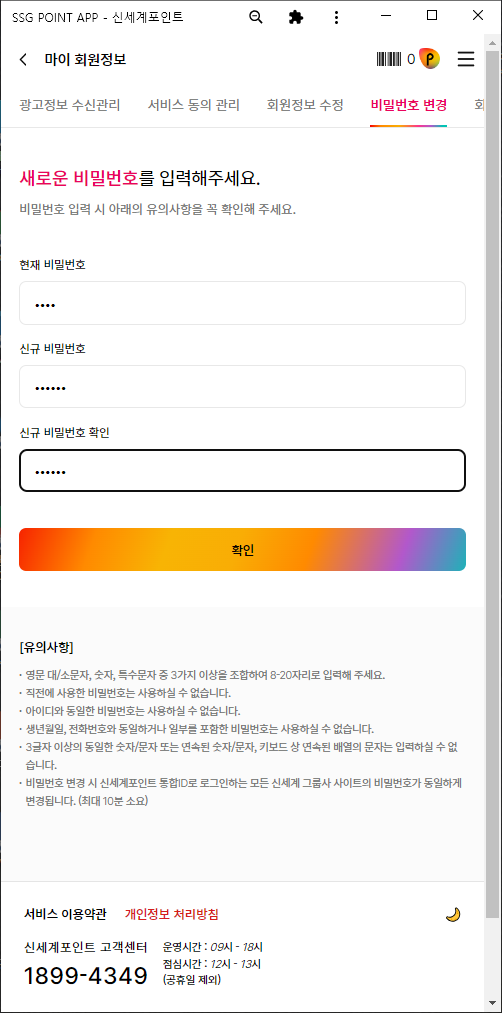 SSG POINT APP - 신세계포인트
마이 회원정보
0 P
광고정보 수신관리 서비스 동의 관리 회원정보 수정 비밀번호 변경 회
새로운 비밀번호를 입력해주세요.
비밀번호 입력 시 아래의 유의사항을 꼭 확인해 주세요.
현재 비밀번호
••••
신규 비밀번호
••••••
신규 비밀번호 확인
••••••
확인
[유의사항]
· 영문 대/소문자, 숫자, 특수문자 중 3가지 이상을 조합하여 8-20자리로 입력해 주세요.
· 직전에 사용한 비밀번호는 사용하실 수 없습니다.
· 아이디와 동일한 비밀번호는 사용하실 수 없습니다.
· 생년월일, 전화번호와 동일하거나 일부를 포함한 비밀번호는 사용하실 수 없습니다.
· 3글자 이상의 동일한 숫자/문자 또는 연속된 숫자/문자, 키보드 상 연속된 배열의 문자는 입력하실 수 없
습니다.
· 비밀번호 변경 시 신세계포인트 통합ID로 로그인하는 모든 신세계 그룹사 사이트의 비밀번호가 동일하게
변경됩니다. (최대 10분 소요)
서비스 이용약관 개인정보 처리방침
신세계포인트 고객센터
1899-4349
운영시간 : 09시 - 18시
점심시간 : 12시 - 13시
(공휴일 제외)